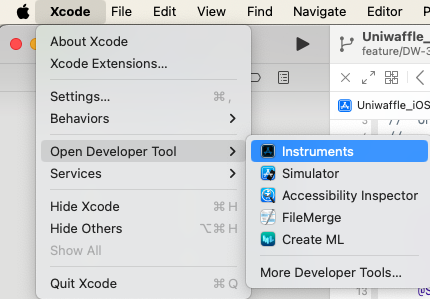 Xcode File Edit View Find Navigate Editor
About Xcode
Xcode Extensions...
Settings... ⌘ ,
Behaviors
Open Developer Tool
Services
Hide Xcode ⌘ H
Hide Others ⌥ ⌘ H
Show All
Quit Xcode ⌘ Q
Instruments
Simulator
Accessibility Inspector
FileMerge
Create ML
More Developer Tools...
Uniwaffle_
feature/DW-3
Uniwaffle_iOS
13